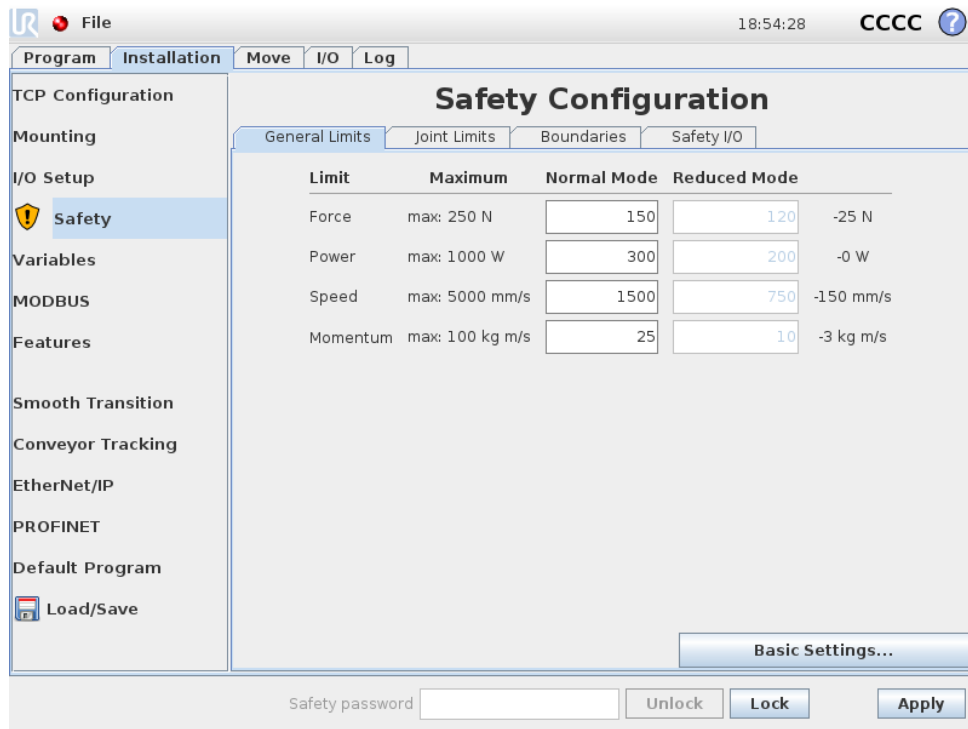 UR File 18:54:28 CCCC ?
Program Installation Move I/O Log
TCP Configuration
Mounting
I/O Setup
Safety
Variables
MODBUS
Features
Smooth Transition
Conveyor Tracking
EtherNet/IP
PROFINET
Default Program
Load/Save
Safety Configuration
General Limits Joint Limits Boundaries Safety I/O
Limit Maximum Normal Mode Reduced Mode
Force max: 250 N 150 120 -25 N
Power max: 1000 W 300 200 -0 W
Speed max: 5000 mm/s 1500 750 -150 mm/s
Momentum max: 100 kg m/s 25 10 -3 kg m/s
Basic Settings...
Safety password Unlock Lock Apply